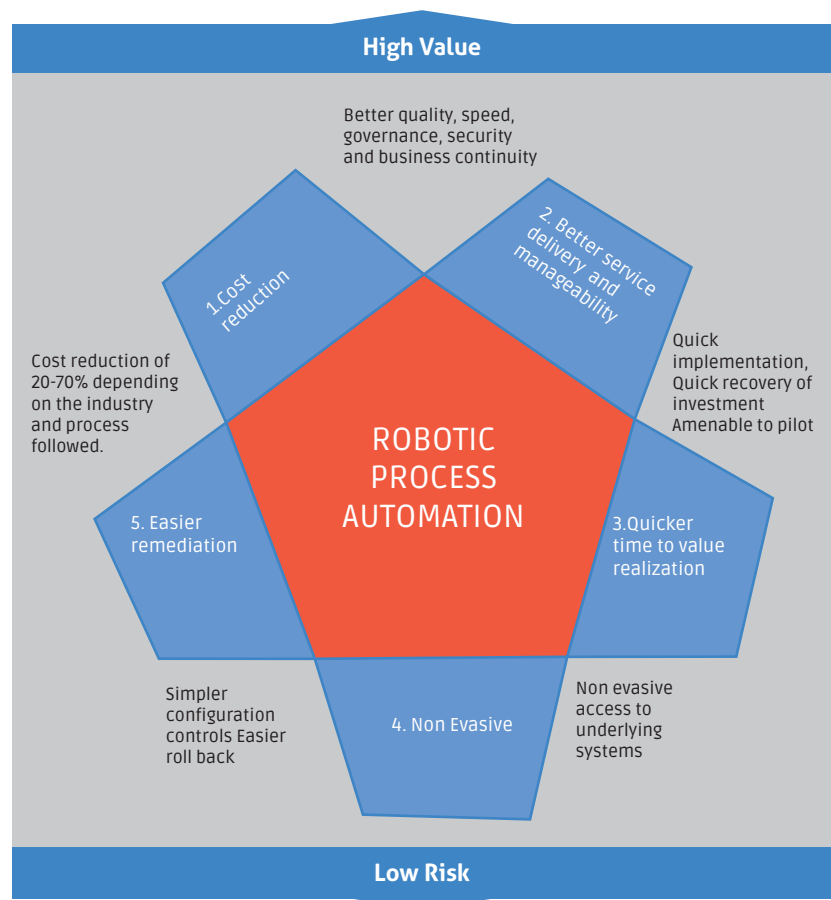 High Value
Better quality, speed,
governance, security
and business continuity
1.Cost
reduction
2. Better service
delivery and
manageability
Cost reduction of
20-70% depending
on the industry
and process
followed.
Quick
implementation,
Quick recovery of
investment
Amenable to pilot
ROBOTIC
PROCESS
AUTOMATION
5. Easier
remediation
3.Quicker
time to value
realization
Simpler
configuration
controls Easier
roll back
4. Non Evasive
Non evasive
access to
underlying
systems
Low Risk